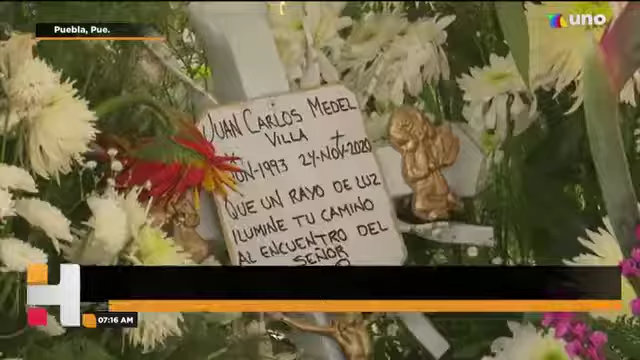 Puebla, Pue.
uno
JUAN CARLOS MEDEL
VILLA
JUN-1993 24-NOV-2020
QUE UN RAYO DE LUZ
ILUMINE TU CAMINO
AL ENCUENTRO DEL
SEÑOR
07:16 AM